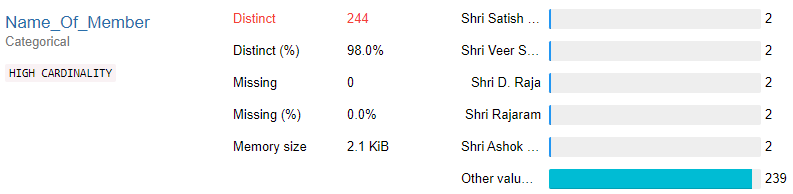 Name_Of_Member
Categorical
HIGH CARDINALITY
Distinct 244
Distinct (%) 98.0%
Missing 0
Missing (%) 0.0%
Memory size 2.1 KiB
Shri Satish ... 2
Shri Veer S... 2
Shri D. Raja 2
Shri Rajaram 2
Shri Ashok ... 2
Other valu... 239